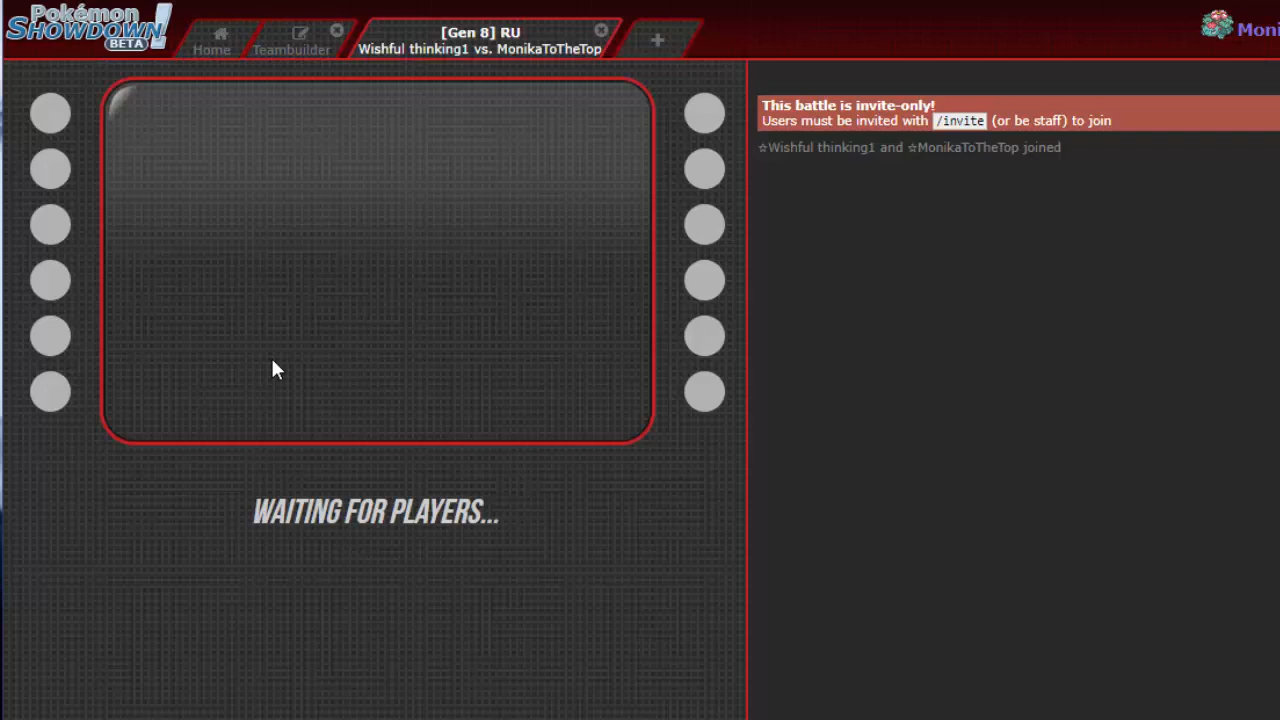 Pokémon
SHOWDOWN!
BETA
Home
Teambuilder
[Gen 8] RU
Wishful thinking1 vs. MonikaToTheTop
+
Moni
This battle is invite-only!
Users must be invited with /invite (or be staff) to join
☆Wishful thinking1 and ☆MonikaToTheTop joined
WAITING FOR PLAYERS...